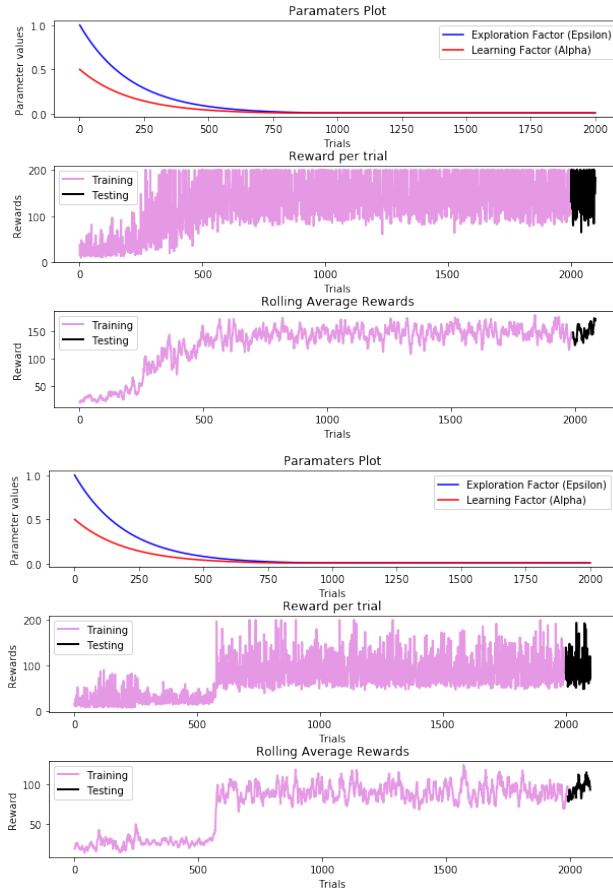 Paramaters Plot
Parameter values
1.0
0.5
0.0
Exploration Factor (Epsilon)
Learning Factor (Alpha)
0 250 500 750 1000 1250 1500 1750 2000
Trials
Reward per trial
Rewards
200
100
0
Training
Testing
0 500 1000 1500 2000
Trials
Rolling Average Rewards
Reward
150
100
50
Training
Testing
0 500 1000 1500 2000
Trials
Paramaters Plot
Parameter values
1.0
0.5
0.0
Exploration Factor (Epsilon)
Learning Factor (Alpha)
0 250 500 750 1000 1250 1500 1750 2000
Trials
Reward per trial
Rewards
200
100
0
Training
Testing
0 500 1000 1500 2000
Trials
Rolling Average Rewards
Reward
100
50
Training
Testing
0 500 1000 1500 2000
Trials